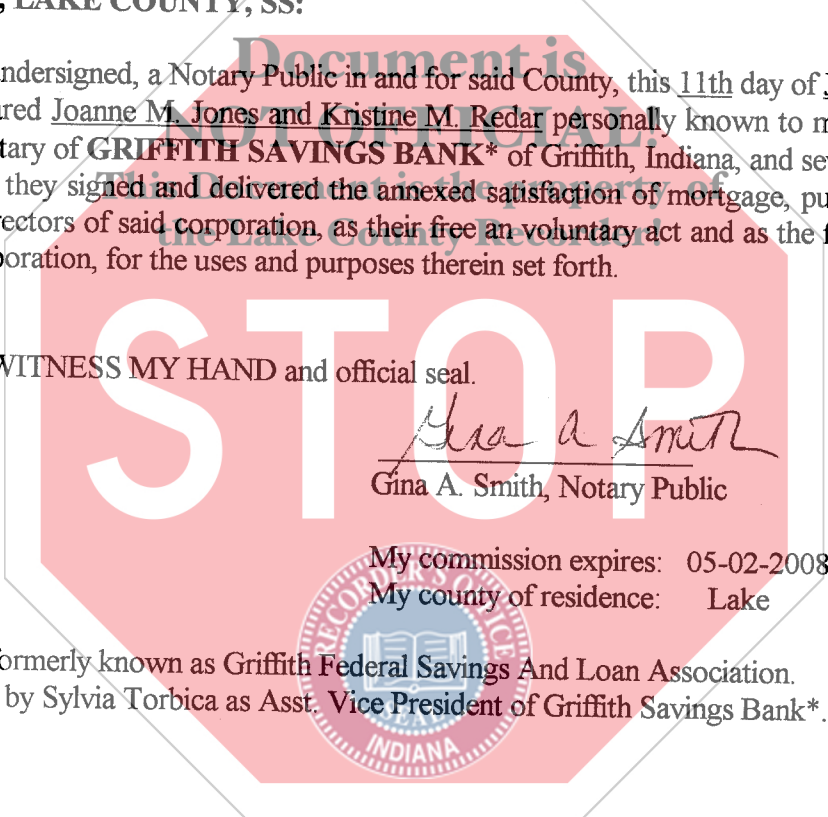 , LAKE COUNTY, SS:
Document is
ndersigned, a Notary Public in and for said County, this 11th day of
NOT OFFICIAL!
red Joanne M. Jones and Kristine M. Redar personally known to m
tary of GRIFFITH SAVINGS BANK* of Griffith, Indiana, and se
This Document is the property of
they signed and delivered the annexed satisfaction of mortgage, pu
the Lake County Recorder!
ectors of said corporation, as their free an voluntary act and as the f
poration, for the uses and purposes therein set forth.
STOP
WITNESS MY HAND and official seal.
Gina A Smith
Gina A. Smith, Notary Public
My commission expires: 05-02-2008
My county of residence: Lake
RECORDER'S OFFICE
SEAL
INDIANA
ormerly known as Griffith Federal Savings And Loan Association.
by Sylvia Torbica as Asst. Vice President of Griffith Savings Bank*.